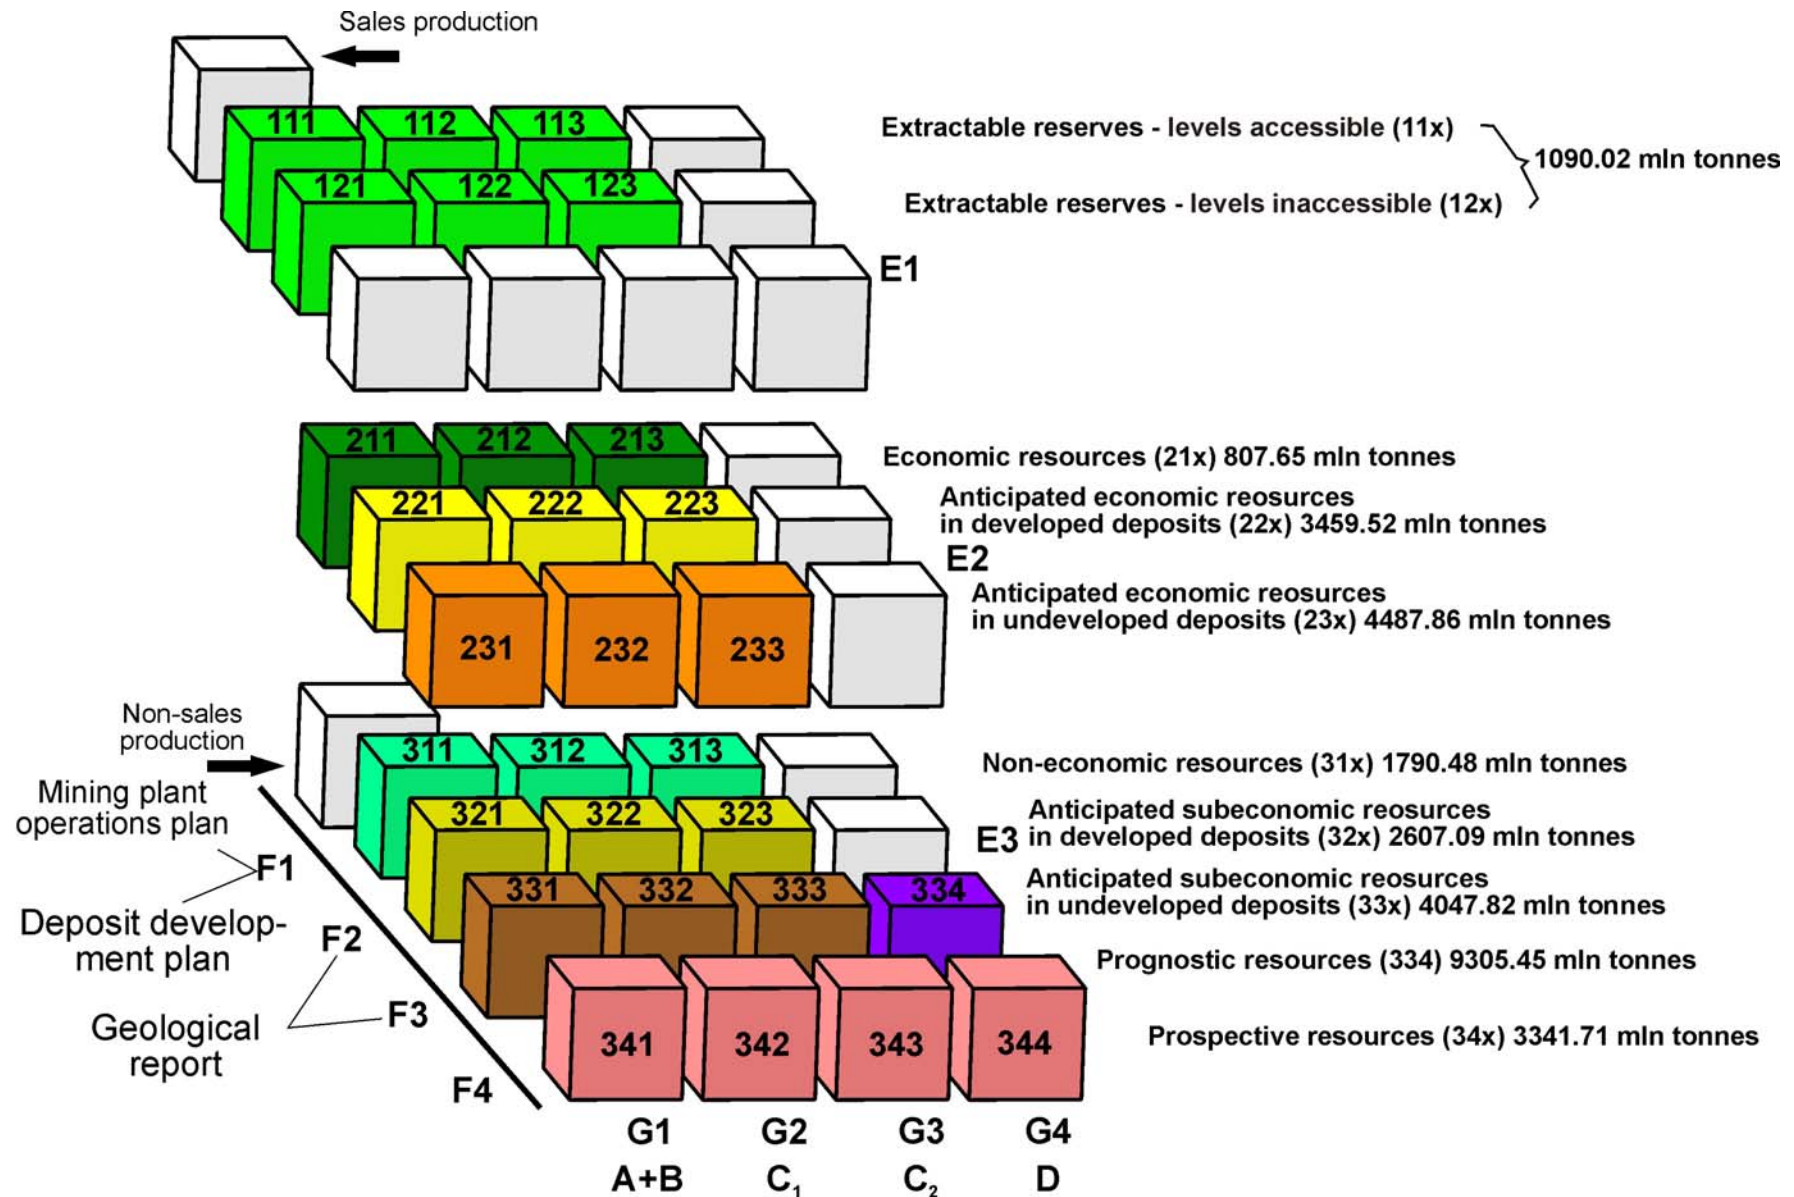 Sales production
111 112 113
121 122 123
Extractable reserves - levels accessible (11x)
1090.02 mln tonnes
Extractable reserves - levels inaccessible (12x)
E1
211 212 213
221 222 223
231 232 233
Economic resources (21x) 807.65 mln tonnes
Anticipated economic reosurces
in developed deposits (22x) 3459.52 mln tonnes
E2
Anticipated economic reosurces
in undeveloped deposits (23x) 4487.86 mln tonnes
Non-sales
production
311 312 313
321 322 323
331 332 333 334
341 342 343 344
Non-economic resources (31x) 1790.48 mln tonnes
Anticipated subeconomic reosurces
E3 in developed deposits (32x) 2607.09 mln tonnes
Anticipated subeconomic reosurces
in undeveloped deposits (33x) 4047.82 mln tonnes
Prognostic resources (334) 9305.45 mln tonnes
Prospective resources (34x) 3341.71 mln tonnes
Mining plant
operations plan
F1
Deposit develop-
ment plan
F2
Geological
report
F3
F4
G1 G2 G3 G4
A+B C₁ C₂ D